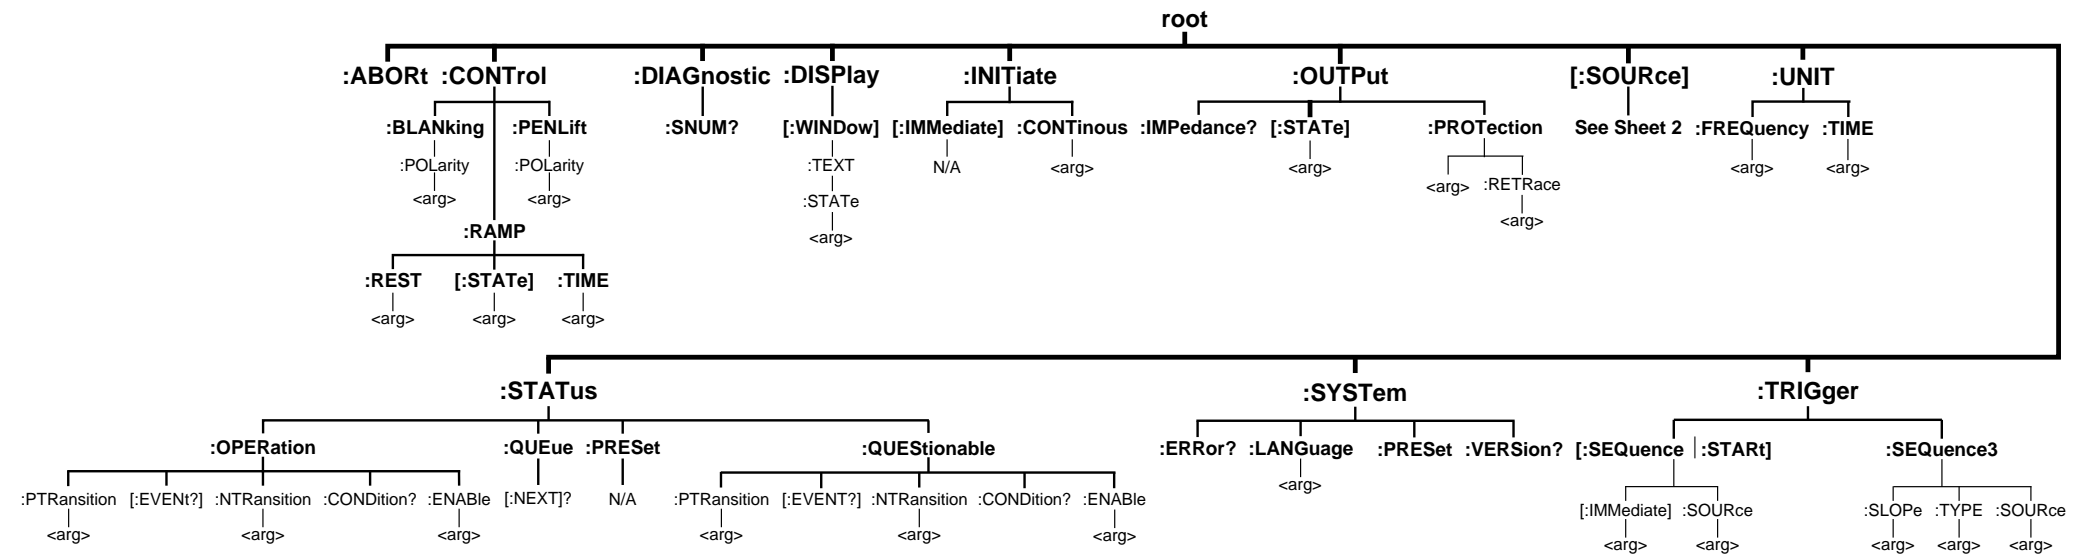 root
:ABORt :CONTrol :DIAGnostic :DISPlay :INITiate :OUTPut [:SOURce] :UNIT
:BLANking :PENLift :SNUM? [:WINDow] [:IMMediate] :CONTinous :IMPedance? [:STATe] :PROTection See Sheet 2 :FREQuency :TIME
:POLarity :POLarity :TEXT N/A <arg> <arg> <arg> <arg>
<arg> :RETRace
<arg> <arg> :STATe
<arg>
:RAMP <arg>
:REST [:STATe] :TIME
<arg> <arg> <arg>
:STATus :SYSTem :TRIGger
:OPERation :QUEue :PRESet :QUEStionable :ERRor? :LANGuage :PRESet :VERSion? [:SEQuence |:STARt] :SEQuence3
<arg>
:PTRansition [:EVENt?] :NTRansition :CONDition? :ENABle [:NEXT]? N/A :PTRansition [:EVENT?] :NTRansition :CONDition? :ENABle
[:IMMediate] :SOURce :SLOPe :TYPE :SOURce
<arg> <arg> <arg> <arg> <arg> <arg>
<arg> <arg> <arg> <arg> <arg>